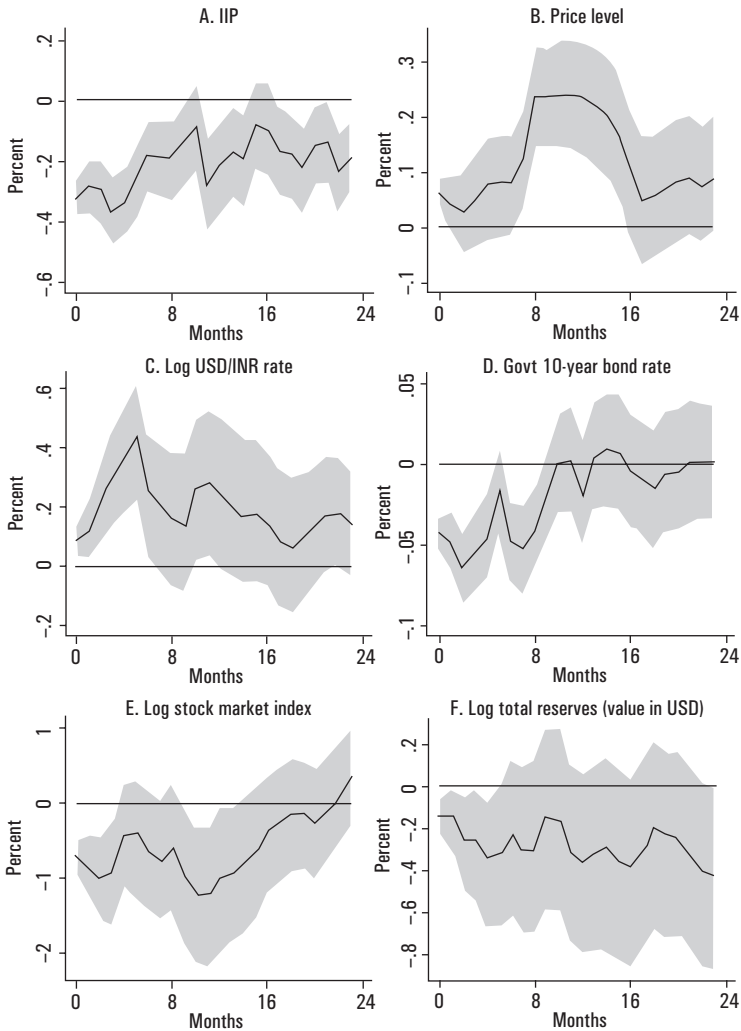 A. IIP
Percent
.2
0
-.2
-.4
-.6
0 8 16 24
Months
B. Price level
Percent
.3
.2
.1
0
-.1
0 8 16 24
Months
C. Log USD/INR rate
Percent
.6
.4
.2
0
-.2
0 8 16 24
Months
D. Govt 10-year bond rate
Percent
.05
0
-.05
-.1
0 8 16 24
Months
E. Log stock market index
Percent
1
0
-1
-2
0 8 16 24
Months
F. Log total reserves (value in USD)
Percent
.2
0
-.2
-.4
-.6
-.8
0 8 16 24
Months